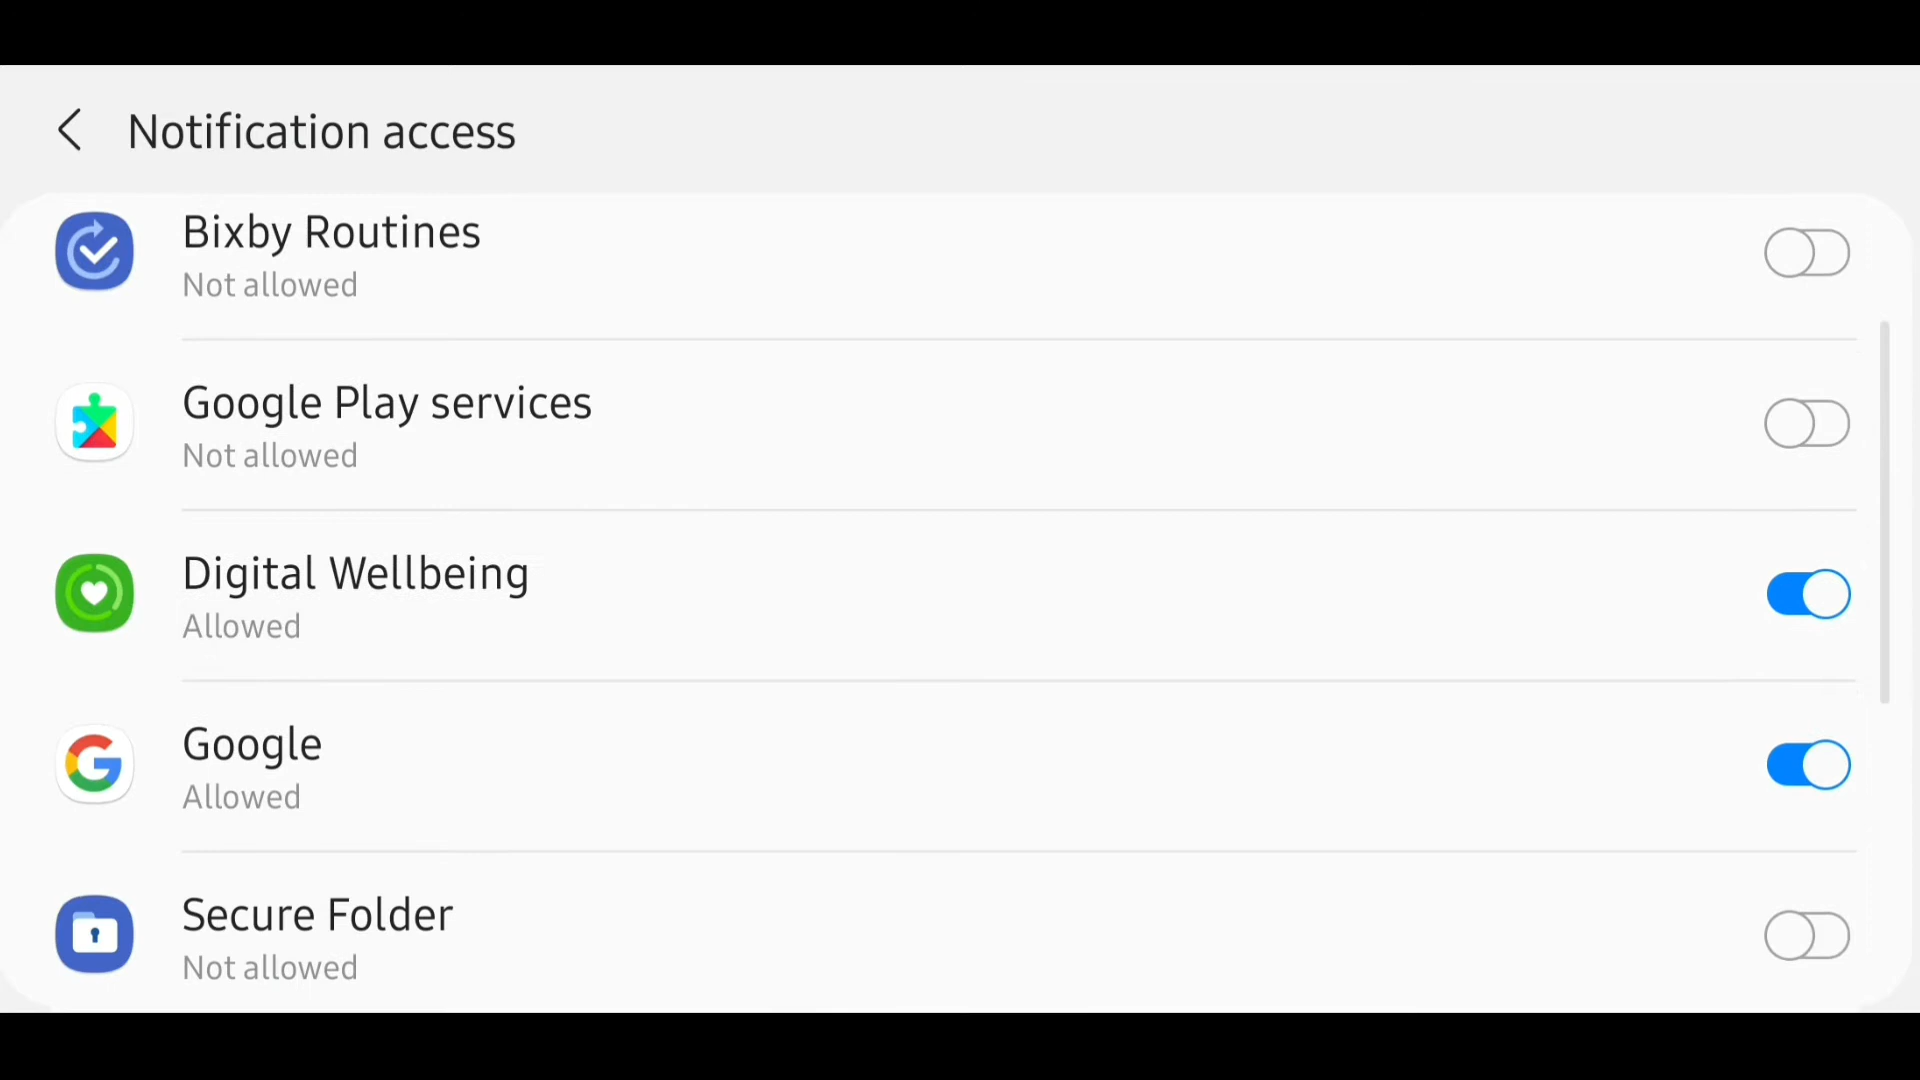 Notification access
Bixby Routines
Not allowed
Google Play services
Not allowed
Digital Wellbeing
Allowed
Google
Allowed
Secure Folder
Not allowed